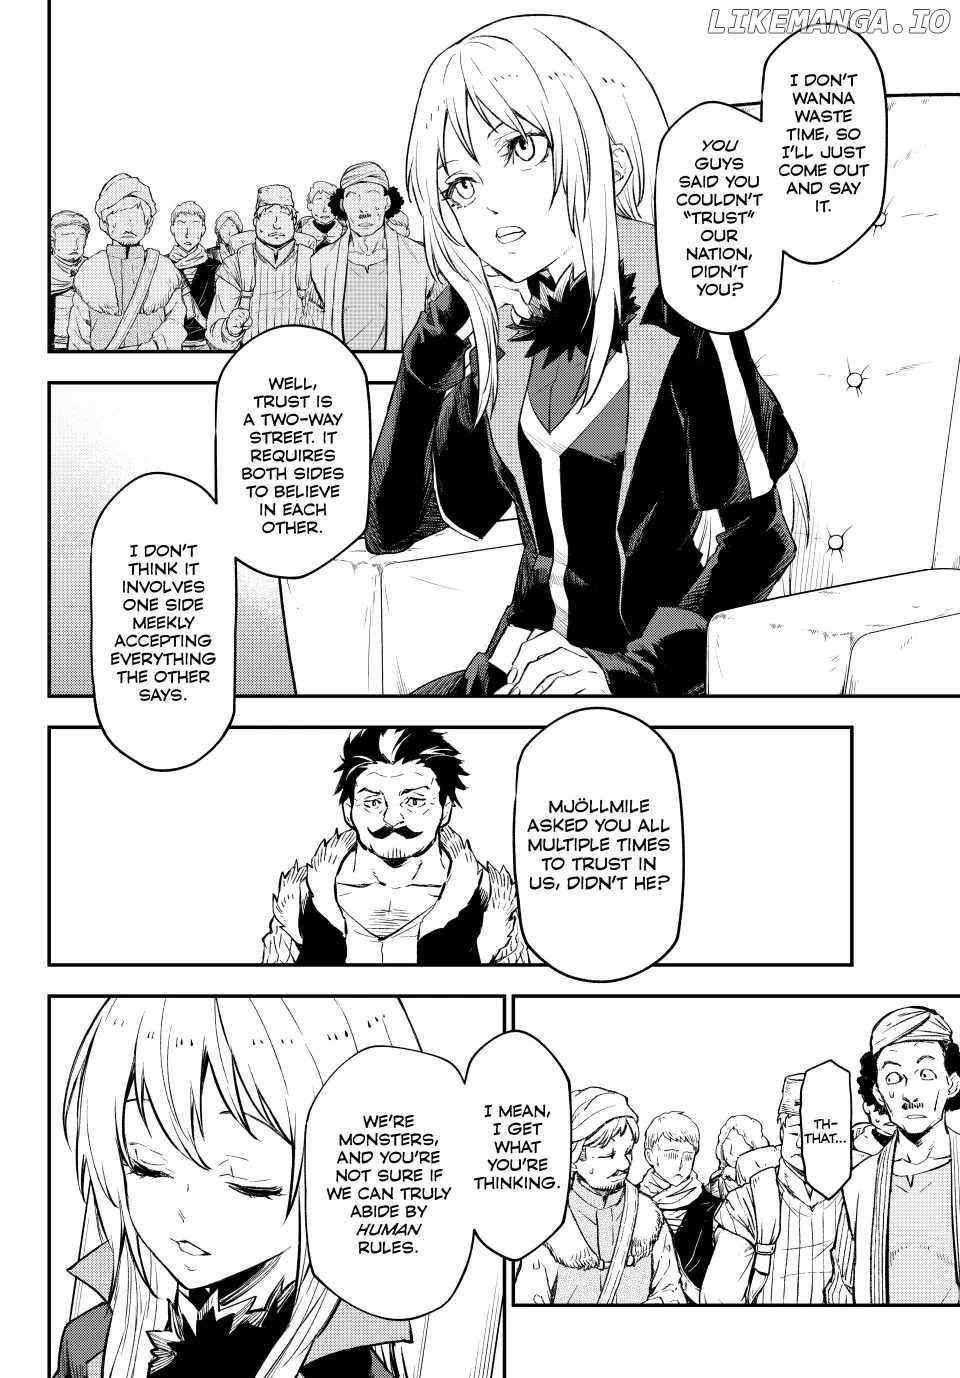 LIKEMANGA.IO
I DON'T
WANNA
WASTE
TIME, SO
I'LL JUST
COME OUT
AND SAY
IT.
YOU
GUYS
SAID YOU
COULDN'T
"TRUST"
OUR
NATION,
DIDN'T
YOU?
WELL,
TRUST IS
A TWO-WAY
STREET. IT
REQUIRES
BOTH SIDES
TO BELIEVE
IN EACH
OTHER.
I DON'T
THINK IT
INVOLVES
ONE SIDE
MEEKLY
ACCEPTING
EVERYTHING
THE OTHER
SAYS.
MJÖLLMILE
ASKED YOU ALL
MULTIPLE TIMES
TO TRUST IN
US, DIDN'T HE?
TH-
THAT...
I MEAN,
I GET
WHAT
YOU'RE
THINKING.
WE'RE
MONSTERS,
AND YOU'RE
NOT SURE IF
WE CAN TRULY
ABIDE BY
HUMAN
RULES.